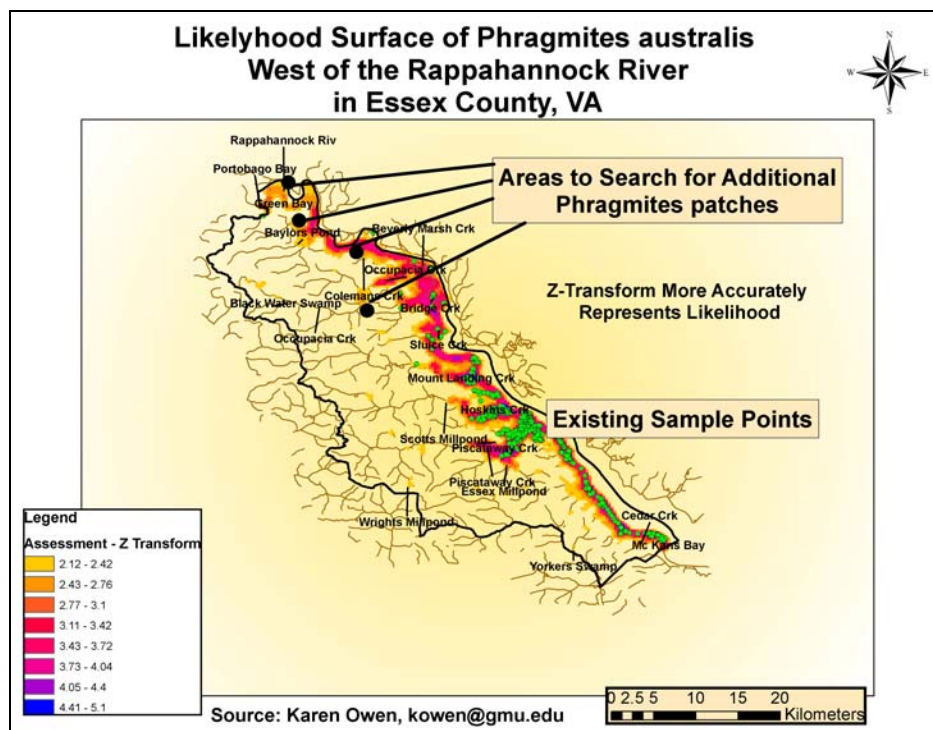 Likelyhood Surface of Phragmites australis
West of the Rappahannock River
in Essex County, VA
N
W
E
S
Rappahannock Riv
Portobago Bay
Green Bay
Baylors Pond
Areas to Search for Additional
Phragmites patches
Beverly Marsh Crk
Occupacia Crk
Colemans Crk
Black Water Swamp
Bridge Crk
Occupacia Crk
Sluice Crk
Z-Transform More Accurately
Represents Likelihood
Mount Landing Crk
Hoskins Crk
Existing Sample Points
Scotts Millpond
Piscataway Crk
Piscataway Crk
Essex Millpond
Wrights Millpond
Cedar Crk
Mc Kans Bay
Yorkers Swamp
Legend
Assessment - Z Transform
2.12 - 2.42
2.43 - 2.76
2.77 - 3.1
3.11 - 3.42
3.43 - 3.72
3.73 - 4.04
4.05 - 4.4
4.41 - 5.1
Source: Karen Owen, kowen@gmu.edu
0 2.5 5 10 15 20
Kilometers